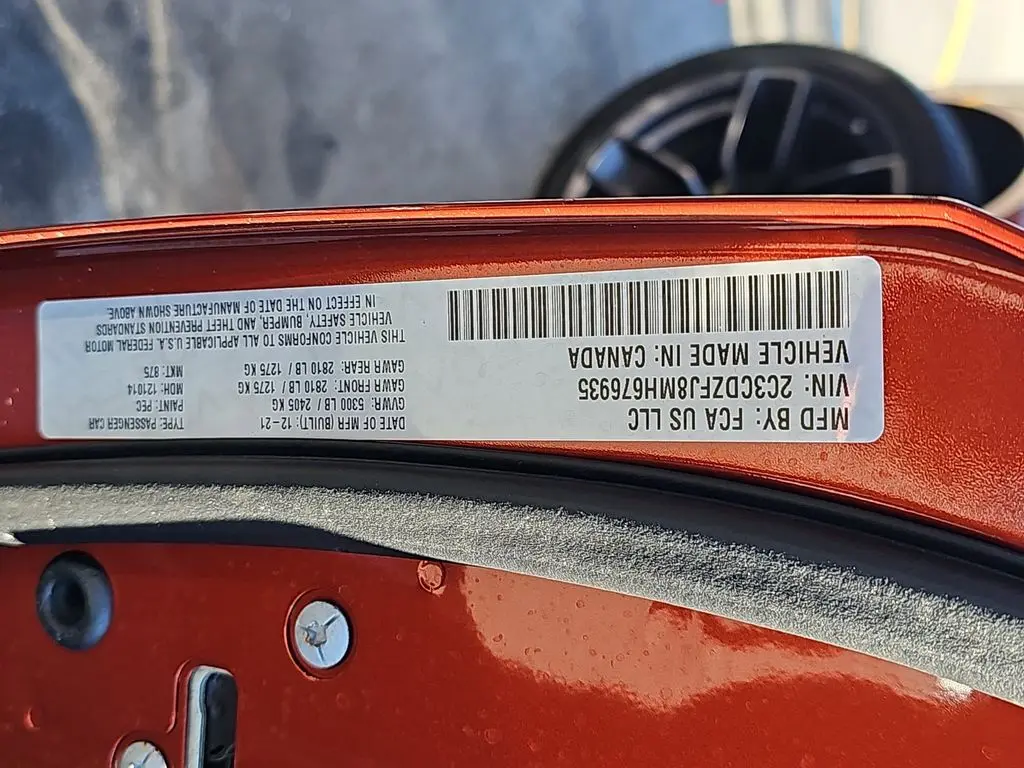 MFD BY: FCA US LLC
VIN: 2C3CDZFJ8MH676935
VEHICLE MADE IN: CANADA
DATE OF MFR (BUILT): 12-21
GVWR: 5300 LB / 2405 KG
GAWR FRONT: 2810 LB / 1275 KG
GAWR REAR: 2810 LB / 1275 KG
TYPE: PASSENGER CAR
PAINT: PEC
MDH: 121014
MKT: 875
THIS VEHICLE CONFORMS TO ALL APPLICABLE U.S.A. FEDERAL MOTOR
VEHICLE SAFETY, BUMPER, AND THEFT PREVENTION STANDARDS
IN EFFECT ON THE DATE OF MANUFACTURE SHOWN ABOVE.